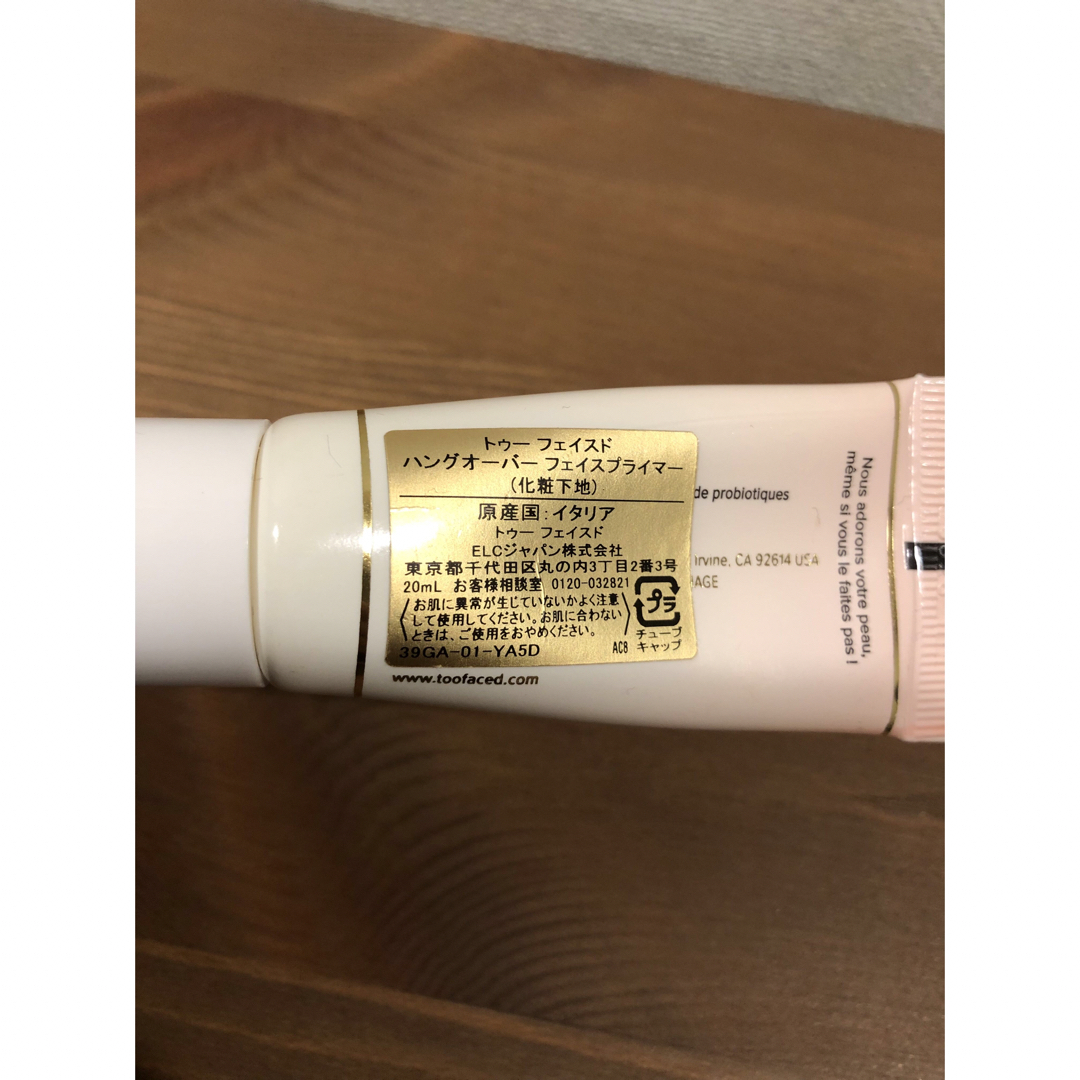 トゥー フェイスド
ハングオーバー フェイスプライマー
(化粧下地)
原産国:イタリア
トゥー フェイスド
ELCジャパン株式会社
東京都千代田区丸の内3丁目2番3号
20mL お客様相談室 0120-032821
お肌に異常が生じていないかよく注意
して使用してください。お肌に合わない
ときは、ご使用をおやめください。
39GA-01-YA5D
AC8
プラ
チューブ
キャップ
www.toofaced.com
de probiotiques
CA 92614 USA
Nous adorons votre peau,
même si vous le faites pas !